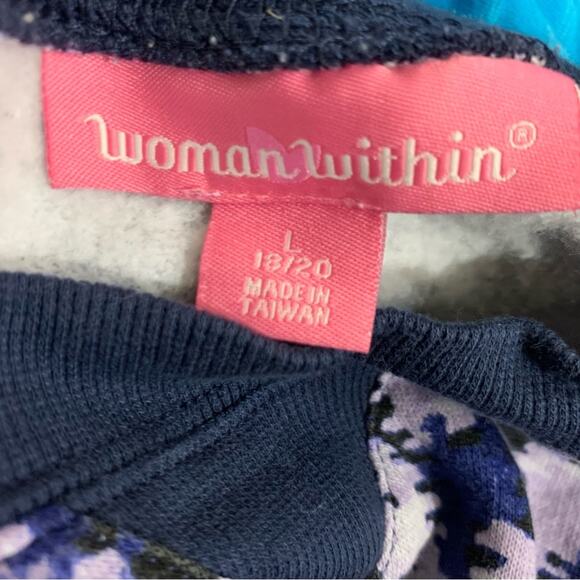 woman within®
L
18/20
MADE IN
TAIWAN